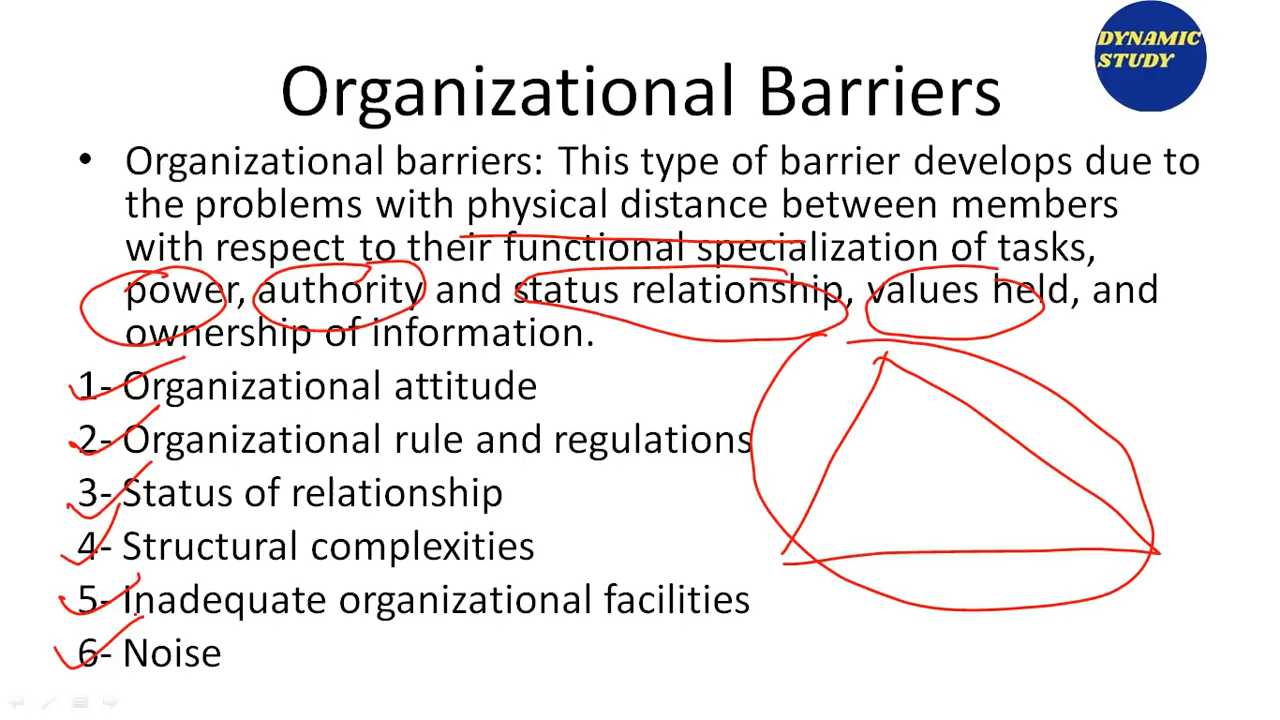 DYNAMIC
STUDY
Organizational Barriers
• Organizational barriers: This type of barrier develops due to
the problems with physical distance between members
with respect to their functional specialization of tasks,
power, authority and status relationship, values held, and
ownership of information.
1- Organizational attitude
2- Organizational rule and regulations
3- Status of relationship
4- Structural complexities
5- Inadequate organizational facilities
6- Noise